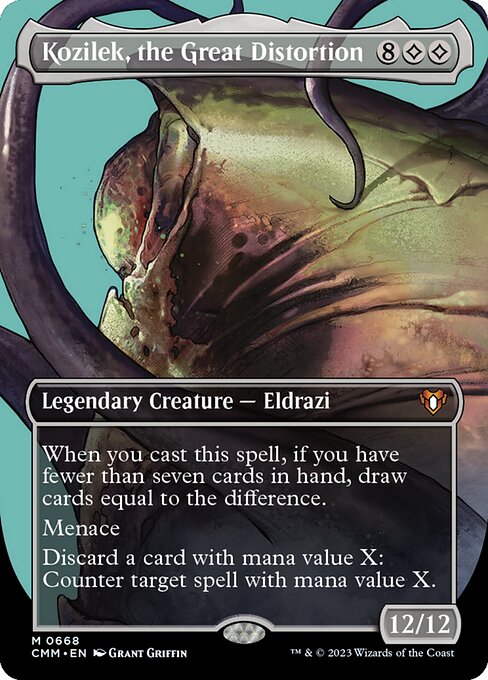 Kozilek, the Great Distortion 8
Legendary Creature — Eldrazi
When you cast this spell, if you have
fewer than seven cards in hand, draw
cards equal to the difference.
Menace
Discard a card with mana value X:
Counter target spell with mana value X.
12/12
M 0668
CMM • EN Grant Griffin
™ & © 2023 Wizards of the Coast